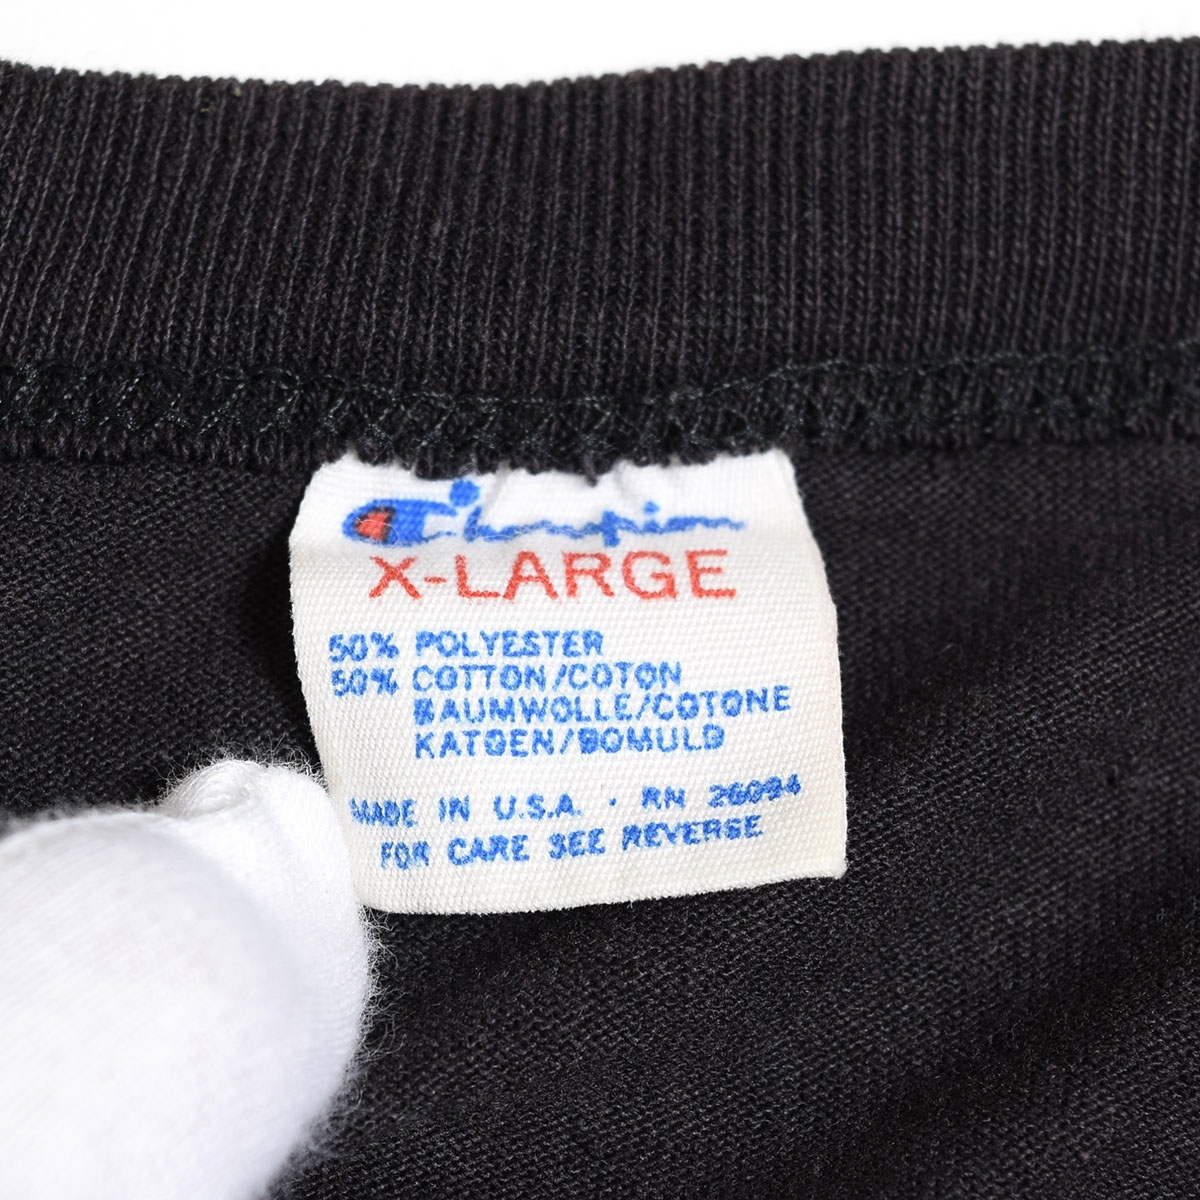 Champion
X-LARGE
50% POLYESTER
50% COTTON/COTON
BAUMWOLLE/COTONE
KATOEN/BOMULD
MADE IN U.S.A. · RN 26094
FOR CARE SEE REVERSE